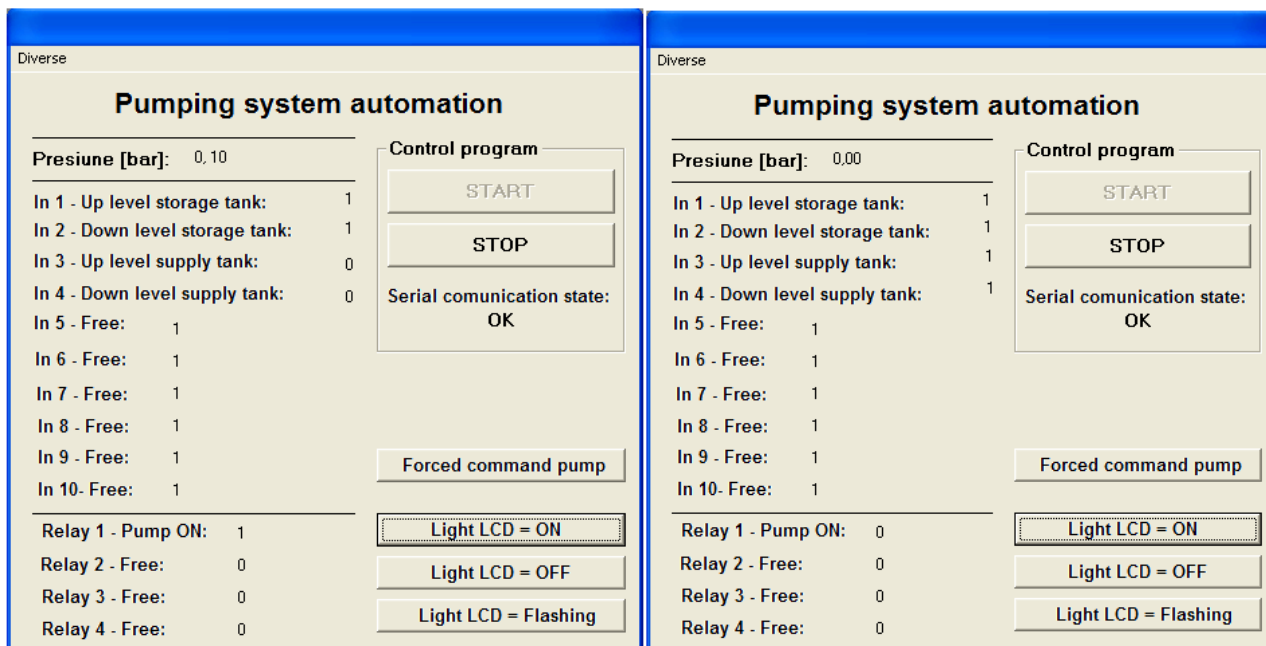 Diverse
Pumping system automation
Presiune [bar]: 0,10
In 1 - Up level storage tank: 1
In 2 - Down level storage tank: 1
In 3 - Up level supply tank: 0
In 4 - Down level supply tank: 0
In 5 - Free: 1
In 6 - Free: 1
In 7 - Free: 1
In 8 - Free: 1
In 9 - Free: 1
In 10- Free: 1
Relay 1 - Pump ON: 1
Relay 2 - Free: 0
Relay 3 - Free: 0
Relay 4 - Free: 0
Control program
START
STOP
Serial comunication state:
OK
Forced command pump
Light LCD = ON
Light LCD = OFF
Light LCD = Flashing
Diverse
Pumping system automation
Presiune [bar]: 0,00
In 1 - Up level storage tank: 1
In 2 - Down level storage tank: 1
In 3 - Up level supply tank: 1
In 4 - Down level supply tank: 1
In 5 - Free: 1
In 6 - Free: 1
In 7 - Free: 1
In 8 - Free: 1
In 9 - Free: 1
In 10- Free: 1
Relay 1 - Pump ON: 0
Relay 2 - Free: 0
Relay 3 - Free: 0
Relay 4 - Free: 0
Control program
START
STOP
Serial comunication state:
OK
Forced command pump
Light LCD = ON
Light LCD = OFF
Light LCD = Flashing